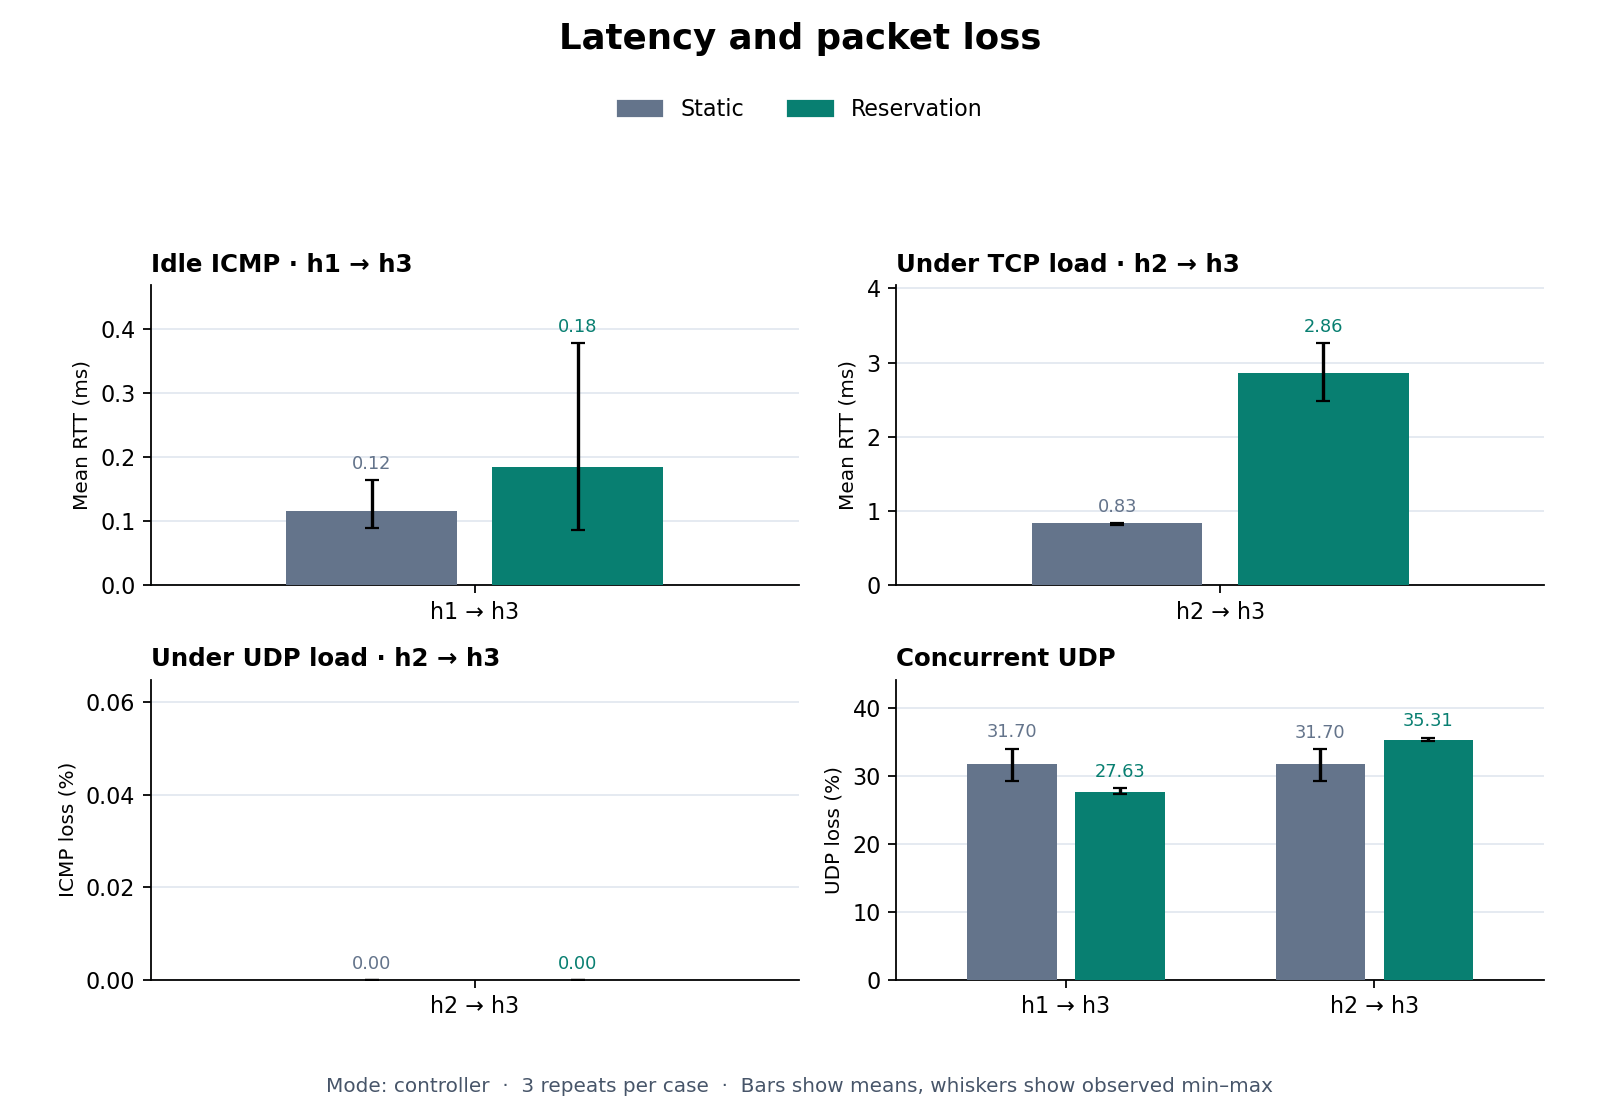 Latency and packet loss
Static Reservation
Idle ICMP · h1 → h3
Mean RTT (ms)
0.4
0.3
0.2
0.1
0.0
0.12
0.18
h1 → h3
Under TCP load · h2 → h3
Mean RTT (ms)
4
3
2
1
0
0.83
2.86
h2 → h3
Under UDP load · h2 → h3
ICMP loss (%)
0.06
0.04
0.02
0.00
0.00
0.00
h2 → h3
Concurrent UDP
UDP loss (%)
40
30
20
10
0
31.70
27.63
31.70
35.31
h1 → h3
h2 → h3
Mode: controller · 3 repeats per case · Bars show means, whiskers show observed min–max